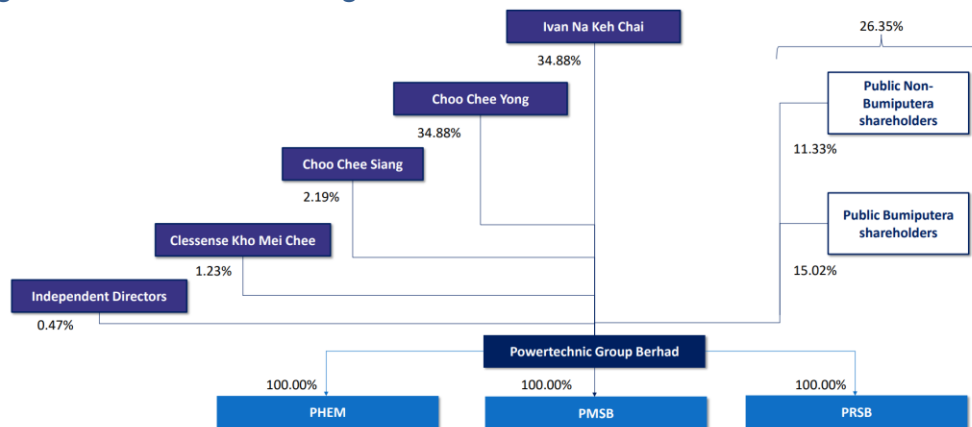 Ivan Na Keh Chai
34.88%
26.35%
Choo Chee Yong
34.88%
Public Non-
Bumiputera
shareholders
11.33%
Choo Chee Siang
2.19%
Public Bumiputera
shareholders
15.02%
Clessense Kho Mei Chee
1.23%
Independent Directors
0.47%
Powertechnic Group Berhad
100.00%
100.00%
100.00%
PHEM
PMSB
PRSB